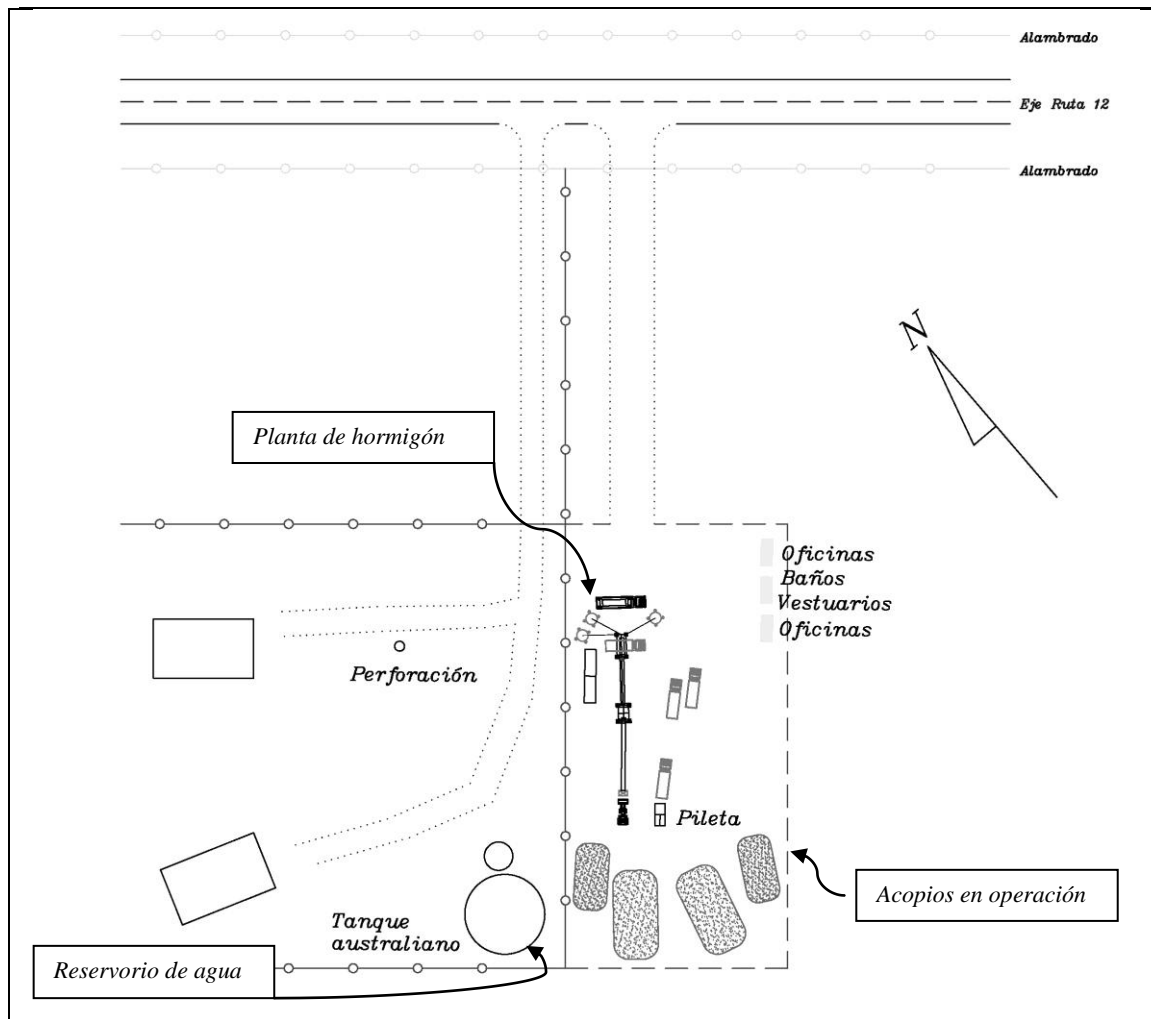 Alambrado
Eje Ruta 12
Alambrado
N
Planta de hormigón
Oficinas
Baños
Vestuarios
Oficinas
Perforación
Pileta
Acopios en operación
Tanque
australiano
Reservorio de agua